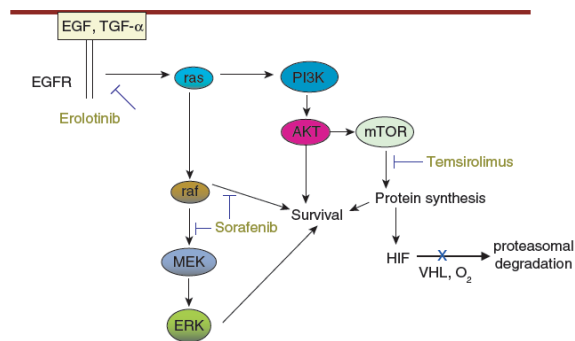 EGF, TGF-α
EGFR
ras
PI3K
Erolotinib
AKT
mTOR
Temsirolimus
raf
Protein synthesis
Survival
Sorafenib
MEK
HIF
proteasomal
degradation
VHL, O2
ERK